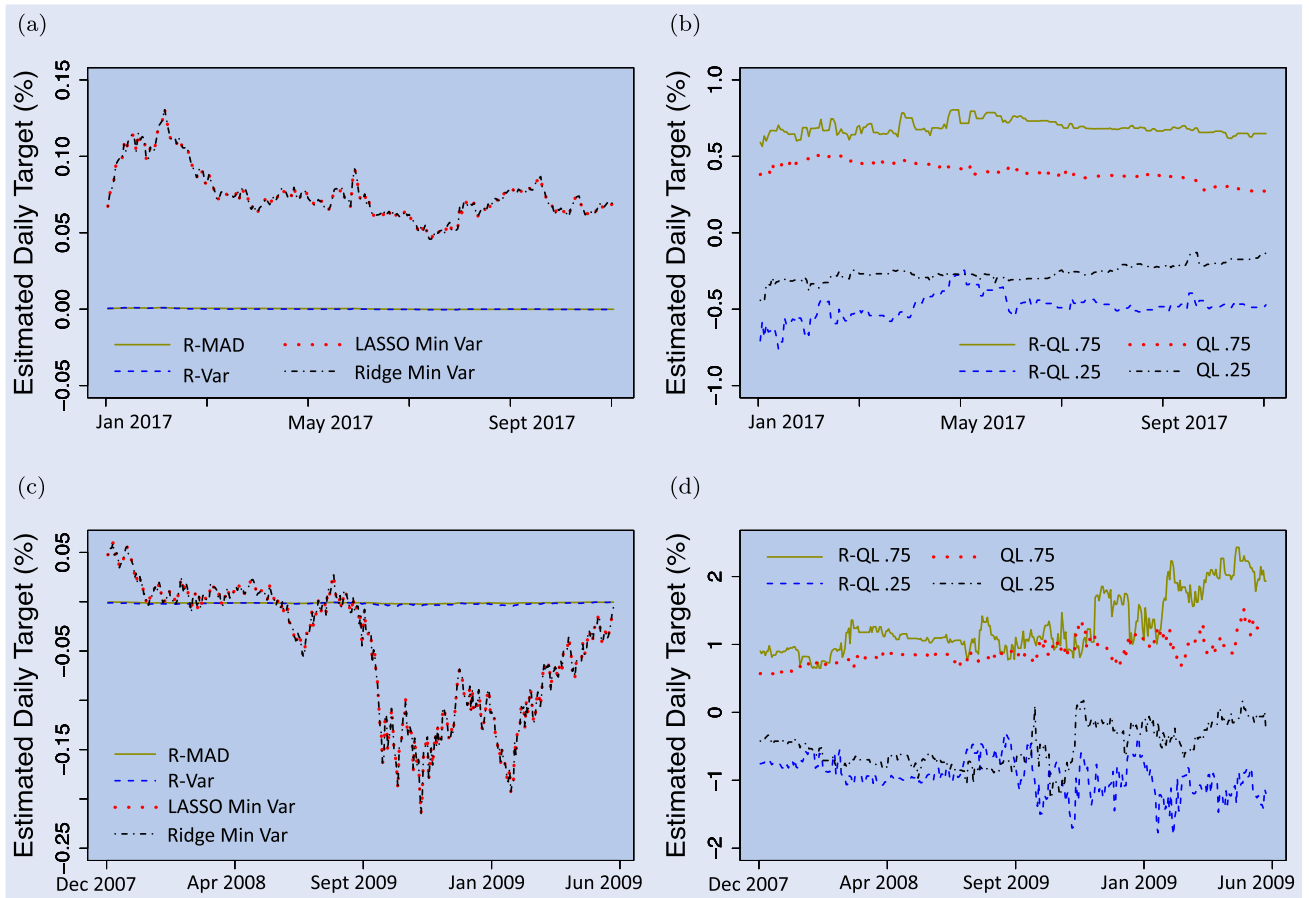 (a)
Esitmated Daily Target (%)
0.15
0.10
0.05
0.00
−0.05
R-MAD
LASSO Min Var
R-Var
Ridge Min Var
Jan 2017
May 2017
Sept 2017
(b)
Estimated Daily Target (%)
1.0
0.5
0.0
−0.5
−1.0
R-QL .75
QL .75
R-QL .25
QL .25
Jan 2017
May 2017
Sept 2017
(c)
Estimated Daily Target (%)
0.05
−0.05
−0.15
−0.25
R-MAD
R-Var
LASSO Min Var
Ridge Min Var
Dec 2007
Apr 2008
Sept 2009
Jan 2009
Jun 2009
(d)
Estimated Daily Target (%)
2
1
0
−1
−2
R-QL .75
QL .75
R-QL .25
QL .25
Dec 2007
Apr 2008
Sept 2009
Jan 2009
Jun 2009